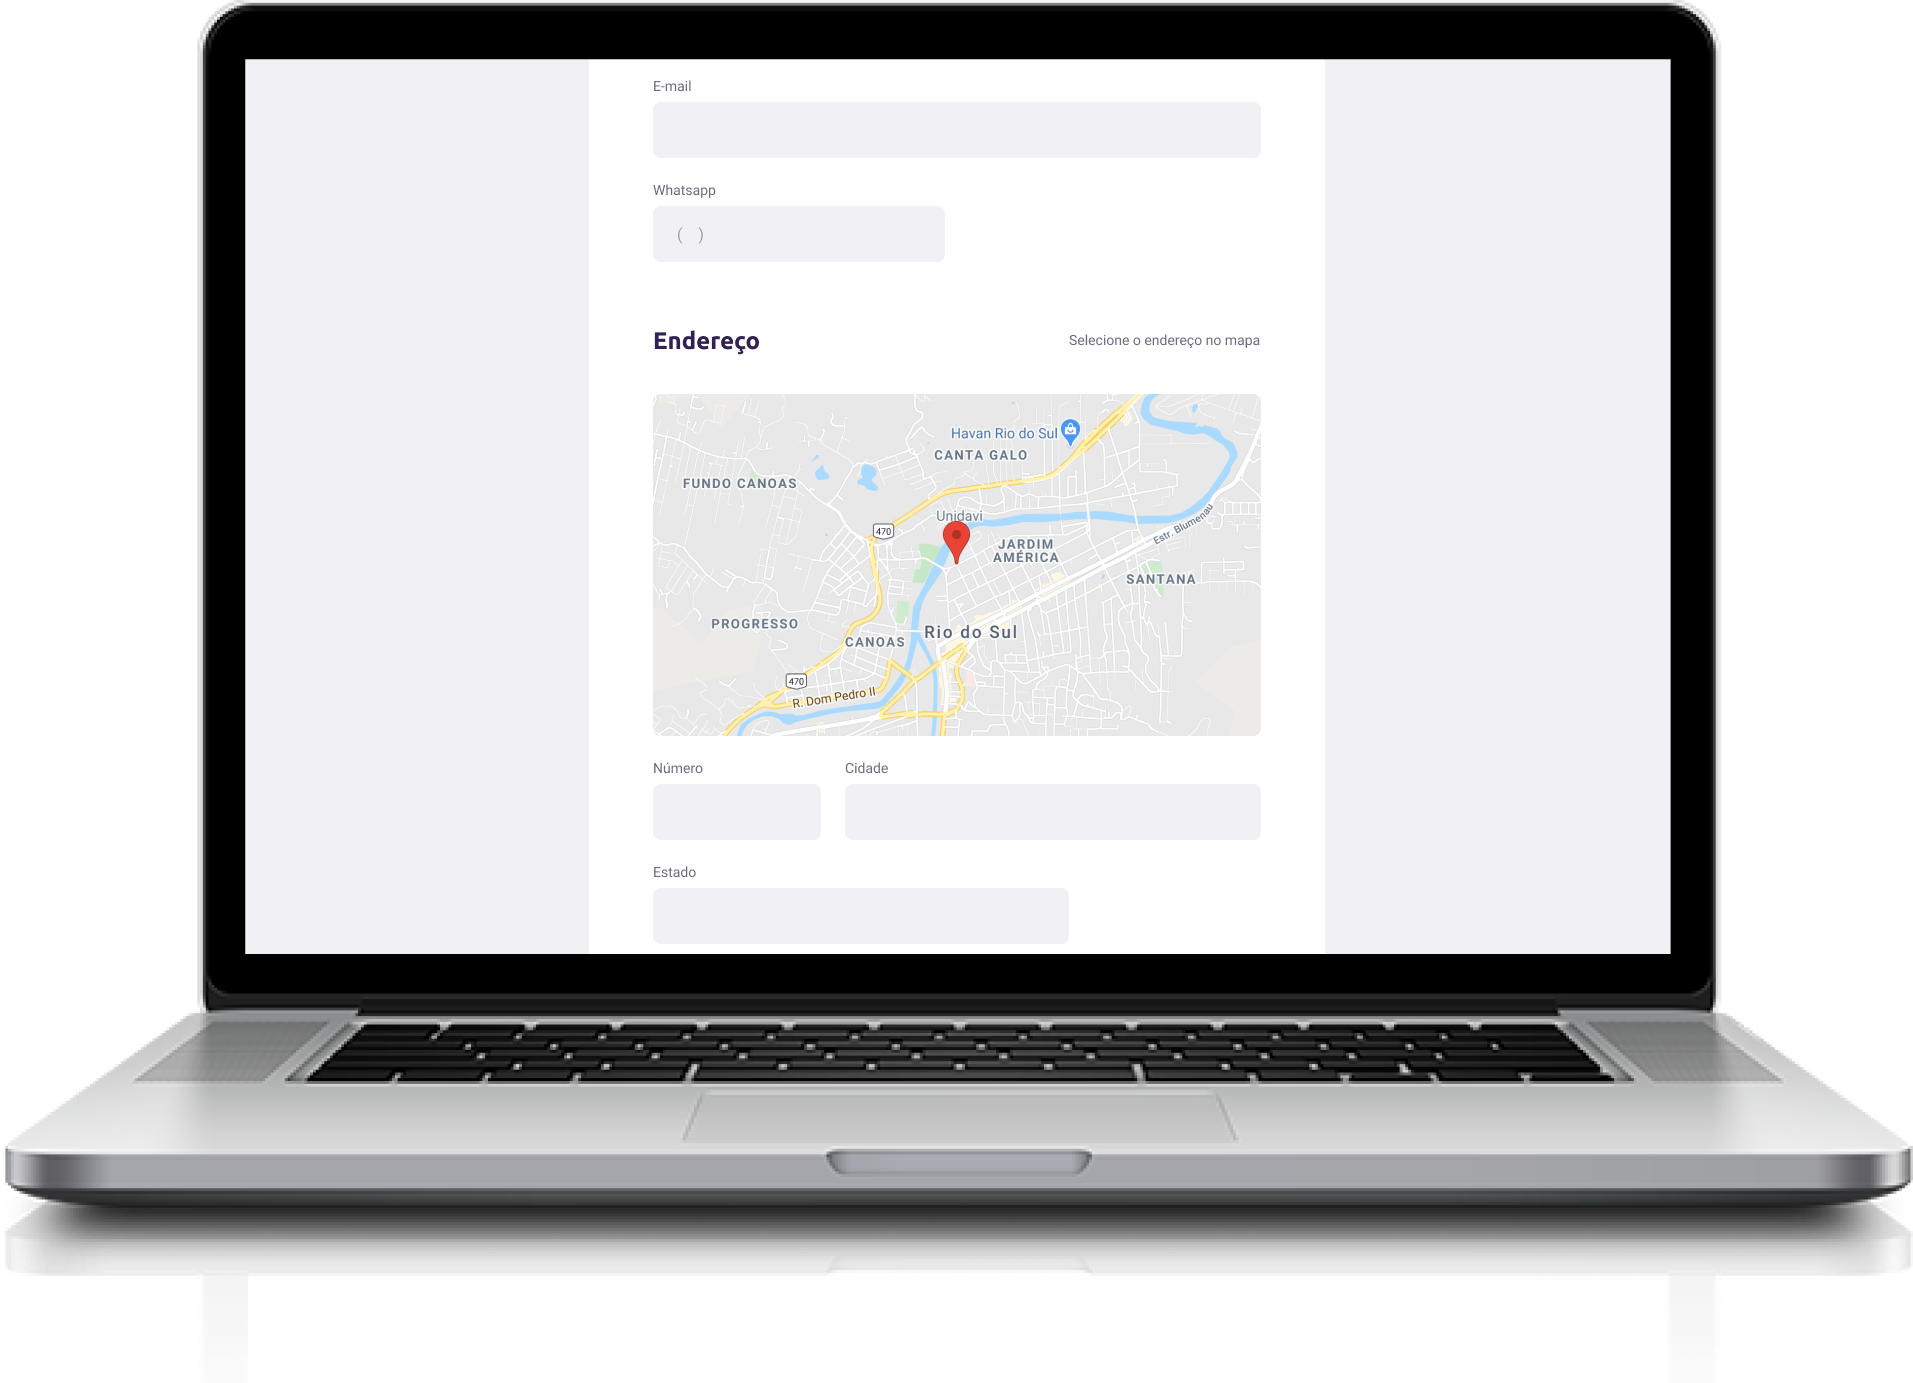 E-mail
Whatsapp
( )
Endereço
Selecione o endereço no mapa
Havan Rio do Sul
CANTA GALO
FUNDO CANOAS
Unidavi
470
Estr. Blumenau
JARDIM
AMÉRICA
SANTANA
PROGRESSO
Rio do Sul
CANOAS
470
R. Dom Pedro II
Número
Cidade
Estado